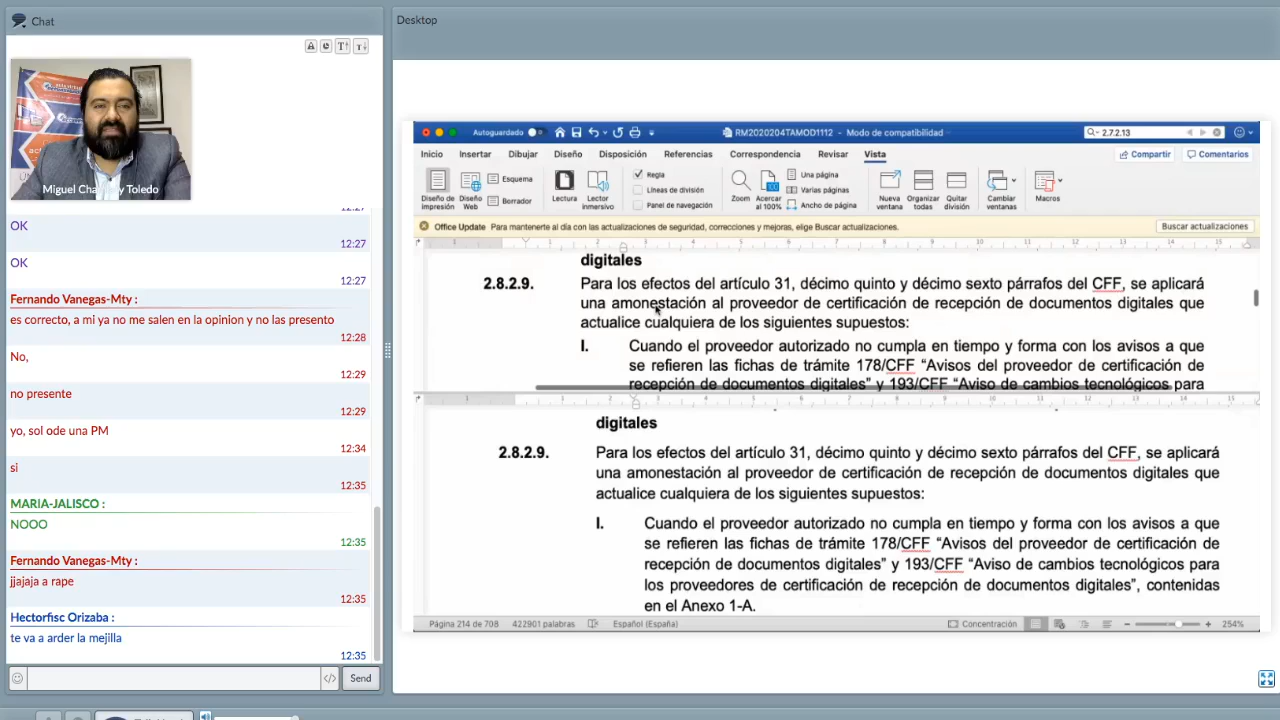 Chat
Miguel Cha y Toledo
12:27
OK
12:27
OK
12:27
Fernando Vanegas-Mty :
es correcto, a mi ya no me salen en la opinion y no las presento
12:28
No,
12:29
no presente
12:29
yo, sol ode una PM
12:34
si
12:35
MARIA-JALISCO :
NOOO
12:35
Fernando Vanegas-Mty :
jjajaja a rape
12:35
Hectorfisc Orizaba :
te va a arder la mejilla
12:35
Send
Desktop
Autoguardado
RM2020204TAMOD1112 - Modo de compatibilidad
2.7.2.13
Inicio Insertar Dibujar Diseño Disposición Referencias Correspondencia Revisar Vista
Compartir Comentarios
Diseño de impresión
Diseño Web
Esquema
Borrador
Lectura
Lector inmersivo
Regla
Líneas de división
Panel de navegación
Zoom
Acercar al 100%
Una página
Varias páginas
Ancho de página
Nueva ventana
Organizar todas
Quitar división
Cambiar ventanas
Macros
Office Update Para mantenerte al día con las actualizaciones de seguridad, correcciones y mejoras, elige Buscar actualizaciones.
Buscar actualizaciones
digitales
2.8.2.9. Para los efectos del artículo 31, décimo quinto y décimo sexto párrafos del CFF, se aplicará
una amonestación al proveedor de certificación de recepción de documentos digitales que
actualice cualquiera de los siguientes supuestos:
I. Cuando el proveedor autorizado no cumpla en tiempo y forma con los avisos a que
se refieren las fichas de trámite 178/CFF “Avisos del proveedor de certificación de
recepción de documentos digitales” y 193/CFF “Aviso de cambios tecnológicos para
digitales
2.8.2.9. Para los efectos del artículo 31, décimo quinto y décimo sexto párrafos del CFF, se aplicará
una amonestación al proveedor de certificación de recepción de documentos digitales que
actualice cualquiera de los siguientes supuestos:
I. Cuando el proveedor autorizado no cumpla en tiempo y forma con los avisos a que
se refieren las fichas de trámite 178/CFF “Avisos del proveedor de certificación de
recepción de documentos digitales” y 193/CFF “Aviso de cambios tecnológicos para
los proveedores de certificación de recepción de documentos digitales”, contenidas
en el Anexo 1-A.
Página 214 de 708 422901 palabras Español (España) Concentración 254%